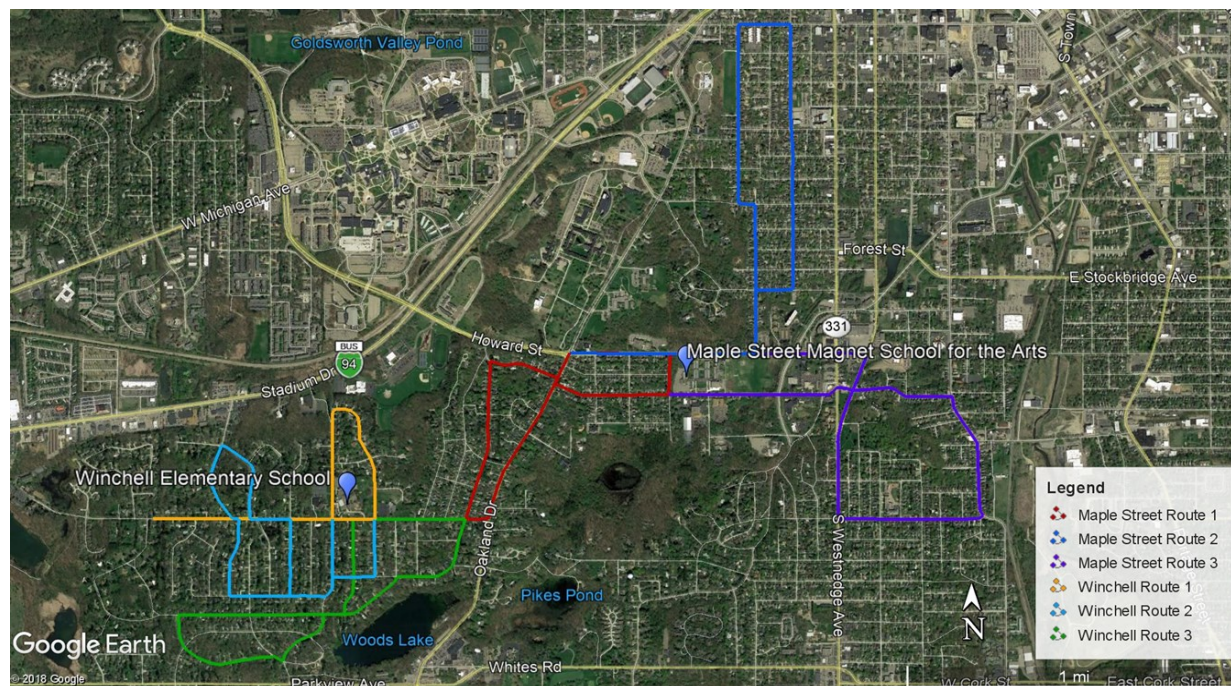 Goldsworth Valley Pond
S Town
W Michigan Ave
Forest St
E Stockbridge Ave
331
Howard St
Maple Street Magnet School for the Arts
BUS
94
Stadium Dr
Winchell Elementary School
Legend
Maple Street Route 1
Maple Street Route 2
Maple Street Route 3
Winchell Route 1
Winchell Route 2
Winchell Route 3
Oakland Dr
S Westnedge Ave
Pikes Pond
Woods Lake
N
Google Earth
Whites Rd
© 2018 Google
Parkview Ave
W Cork St
1 mi
East Cork Street